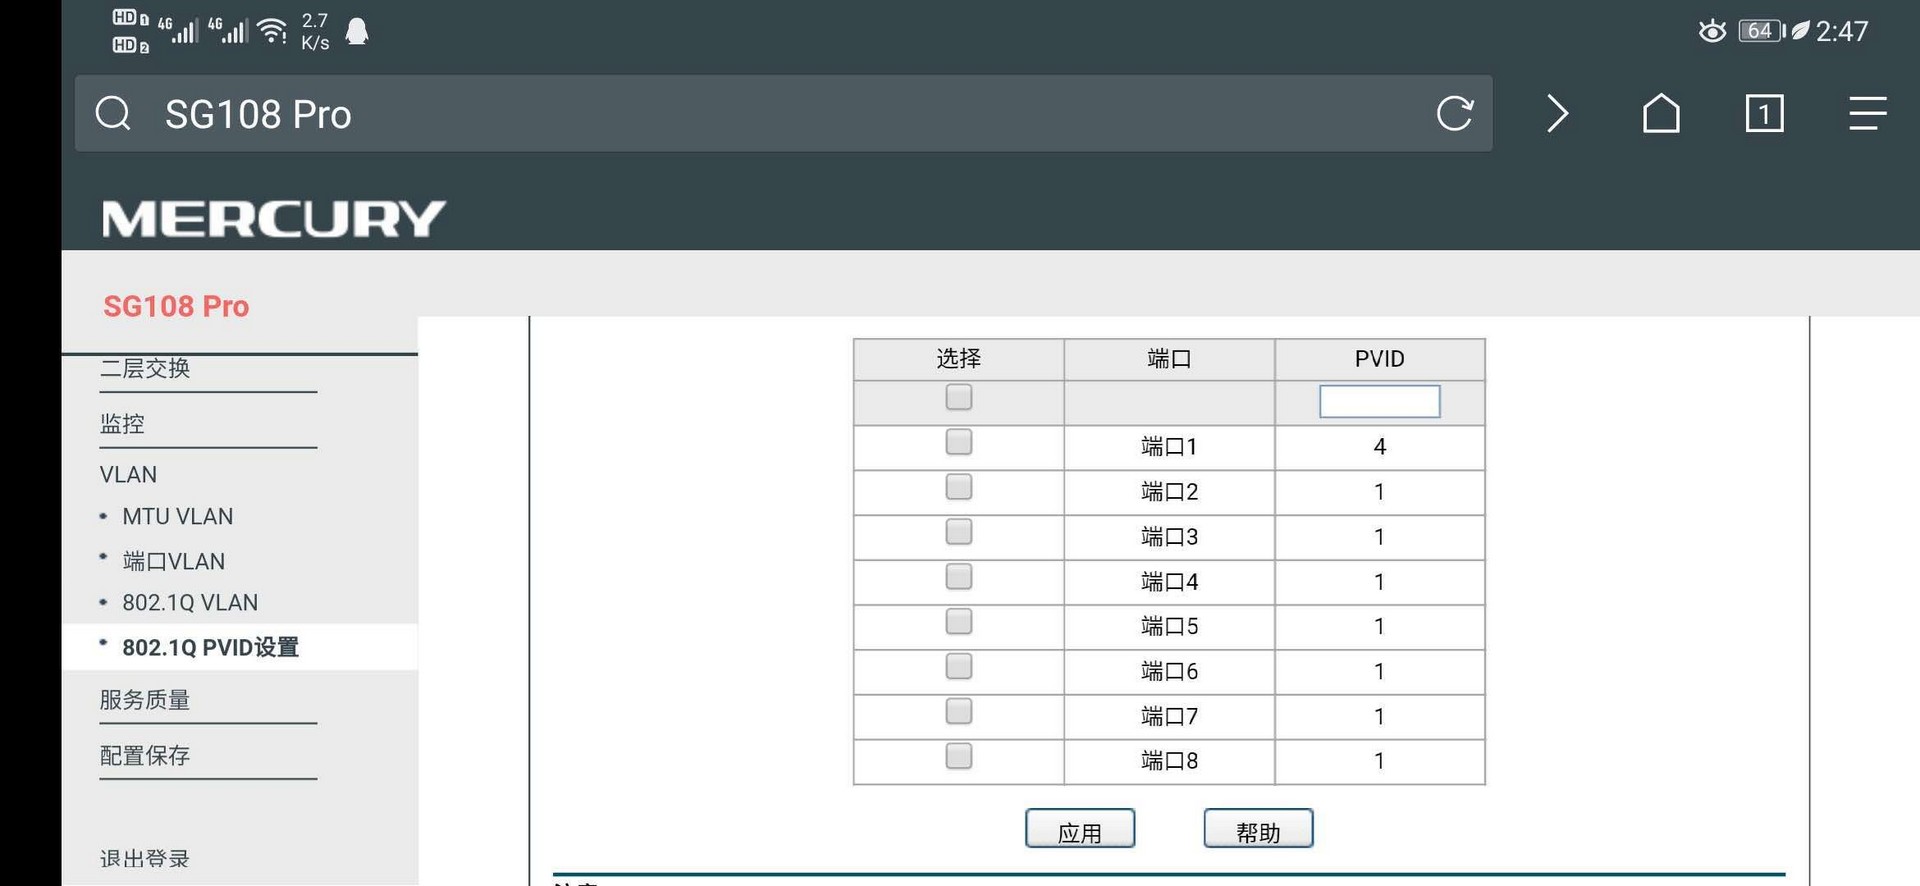 HD 1 4G 4G 2.7 K/s 64 2:47
HD 2
SG108 Pro 1
MERCURY
SG108 Pro
二层交换
监控
VLAN
MTU VLAN
端口VLAN
802.1Q VLAN
802.1Q PVID设置
服务质量
配置保存
退出登录
选择 端口 PVID
端口1 4
端口2 1
端口3 1
端口4 1
端口5 1
端口6 1
端口7 1
端口8 1
应用 帮助